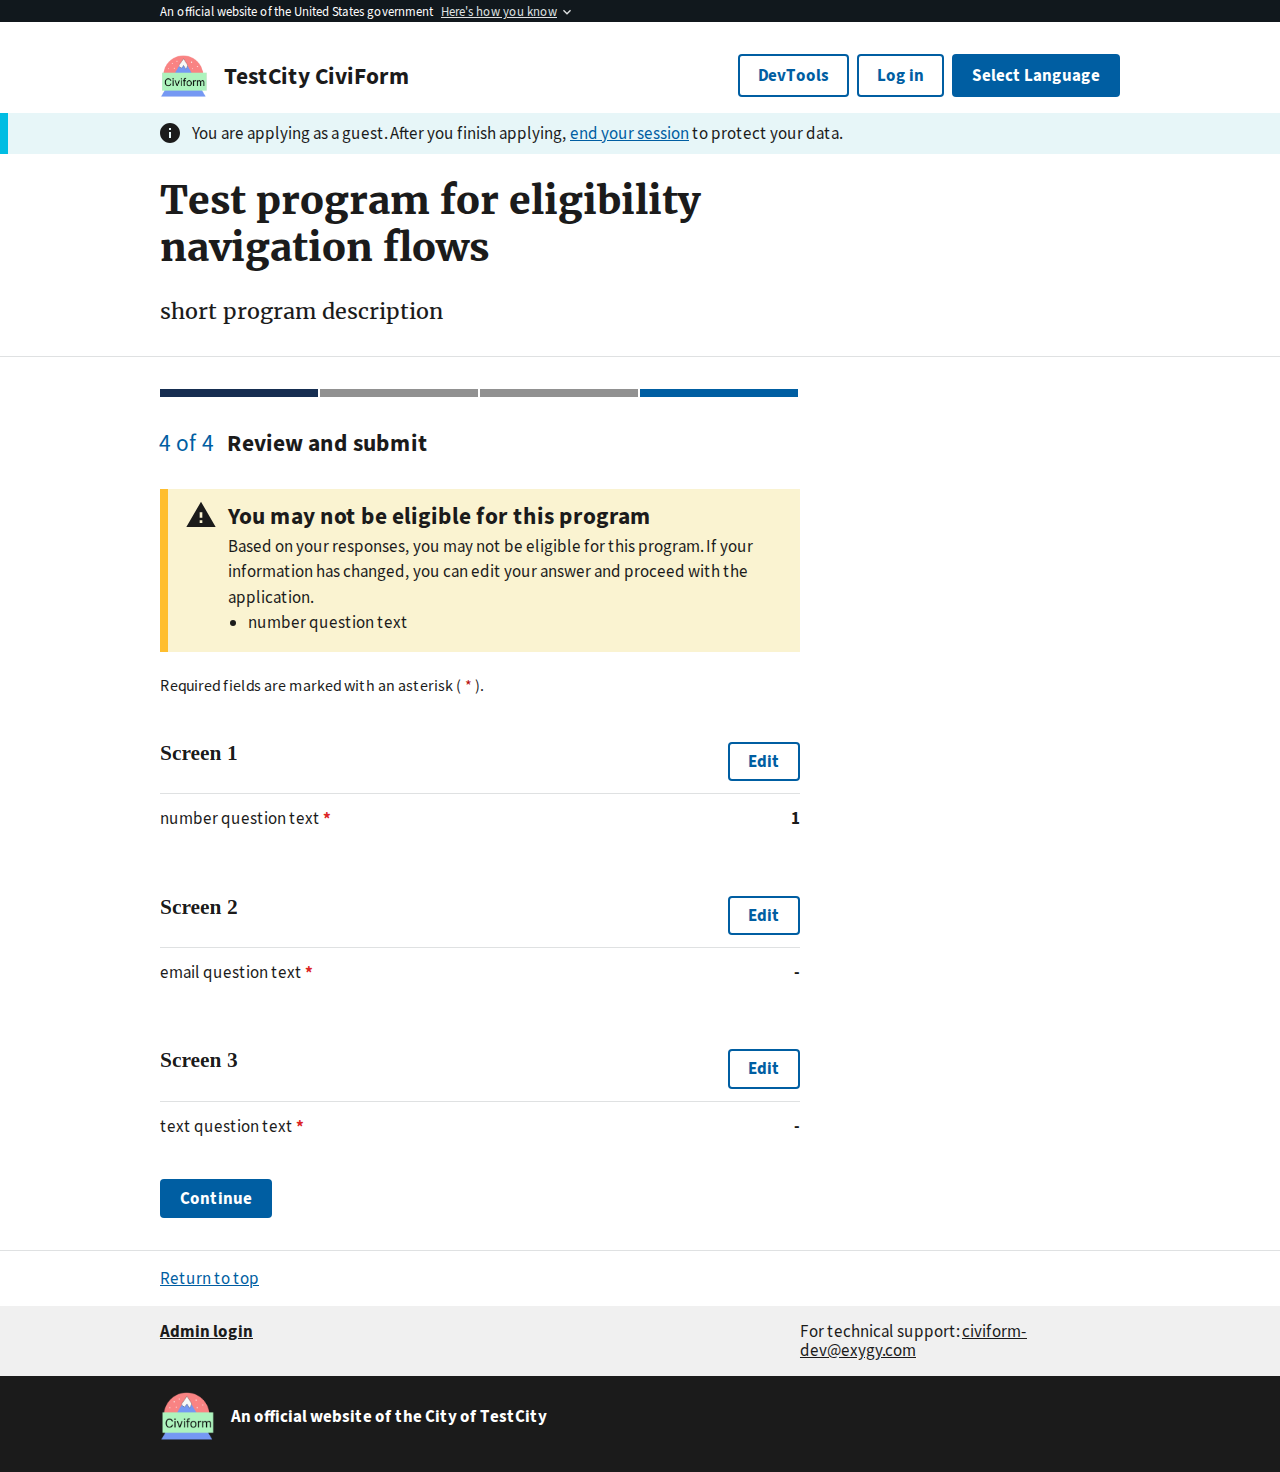 An official website of the United States government Here's how you know
Civiform
TestCity CiviForm
DevTools
Log in
Select Language
You are applying as a guest. After you finish applying, end your session to protect your data.
Test program for eligibility
navigation flows
short program description
4 of 4 Review and submit
You may not be eligible for this program
Based on your responses, you may not be eligible for this program. If your
information has changed, you can edit your answer and proceed with the
application.
• number question text
Required fields are marked with an asterisk ( * ).
Screen 1
Edit
number question text *
1
Screen 2
Edit
email question text *
-
Screen 3
Edit
text question text *
-
Continue
Return to top
Admin login
For technical support: civiform-
dev@exygy.com
Civiform
An official website of the City of TestCity